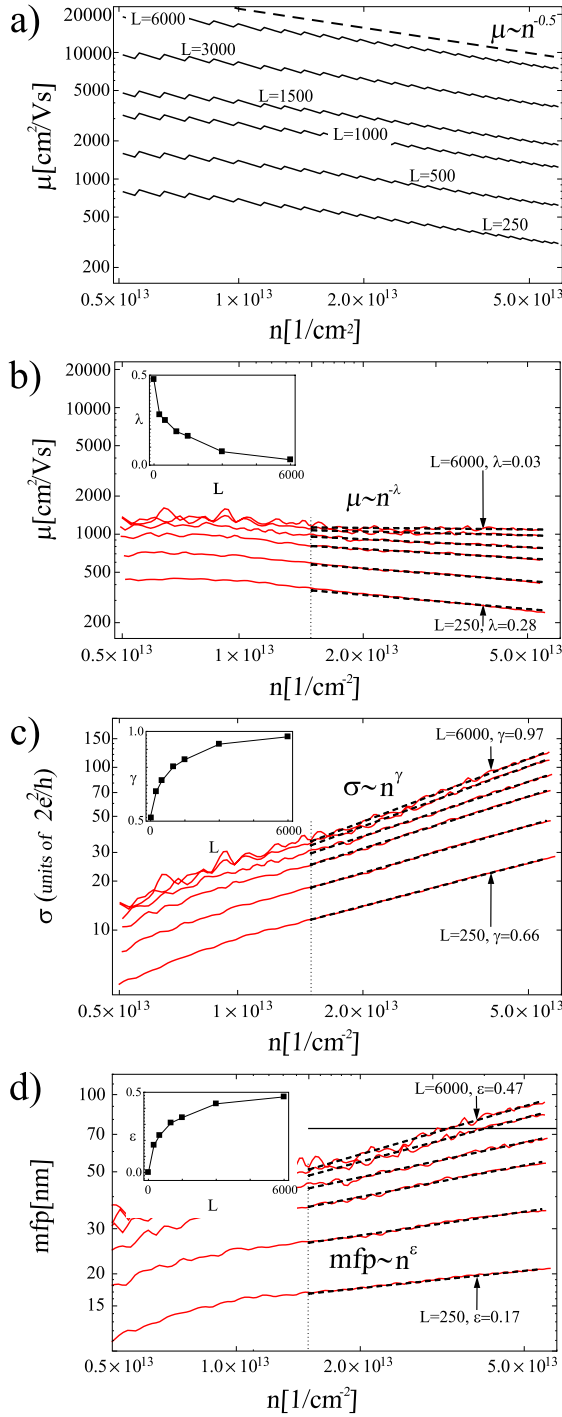 a)
20000
10000
5000
2000
1000
500
200
μ[cm²/Vs]
L=6000
L=3000
L=1500
L=1000
L=500
L=250
μ~n^-0.5
0.5×10^13
1×10^13
2.0×10^13
5.0×10^13
n[1/cm^-2]
b)
20000
10000
5000
2000
1000
500
200
μ[cm²/Vs]
0.5
λ
0.0
0
L
6000
L=6000, λ=0.03
μ~n^-λ
L=250, λ=0.28
0.5×10^13
1×10^13
2.0×10^13
5.0×10^13
n[1/cm^-2]
c)
150
100
70
50
30
20
10
σ (units of 2e²/h)
1.0
γ
0.5
0
L
6000
L=6000, γ=0.97
σ~n^γ
L=250, γ=0.66
0.5×10^13
1×10^13
2.0×10^13
5.0×10^13
n[1/cm^-2]
d)
100
70
50
30
20
15
mfp[nm]
0.5
ε
0.0
0
L
6000
L=6000, ε=0.47
mfp~n^ε
L=250, ε=0.17
0.5×10^13
1×10^13
2.0×10^13
5.0×10^13
n[1/cm^-2]